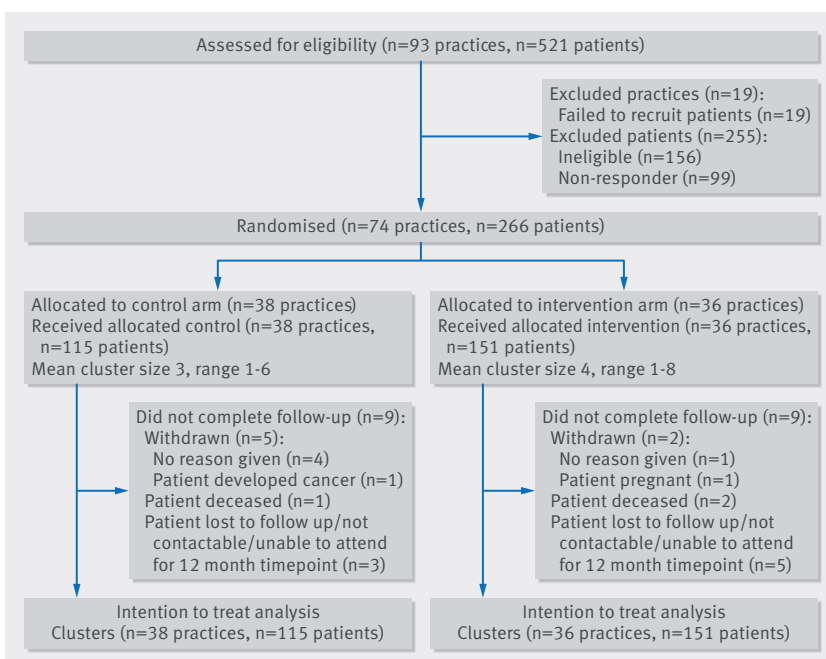 Assessed for eligibility (n=93 practices, n=521 patients)
Excluded practices (n=19):
Failed to recruit patients (n=19)
Excluded patients (n=255):
Ineligible (n=156)
Non-responder (n=99)
Randomised (n=74 practices, n=266 patients)
Allocated to control arm (n=38 practices)
Received allocated control (n=38 practices,
n=115 patients)
Mean cluster size 3, range 1-6
Allocated to intervention arm (n=36 practices)
Received allocated intervention (n=36 practices,
n=151 patients)
Mean cluster size 4, range 1-8
Did not complete follow-up (n=9):
Withdrawn (n=5):
No reason given (n=4)
Patient developed cancer (n=1)
Patient deceased (n=1)
Patient lost to follow up/not
contactable/unable to attend
for 12 month timepoint (n=3)
Did not complete follow-up (n=9):
Withdrawn (n=2):
No reason given (n=1)
Patient pregnant (n=1)
Patient deceased (n=2)
Patient lost to follow up/not
contactable/unable to attend
for 12 month timepoint (n=5)
Intention to treat analysis
Clusters (n=38 practices, n=115 patients)
Intention to treat analysis
Clusters (n=36 practices, n=151 patients)